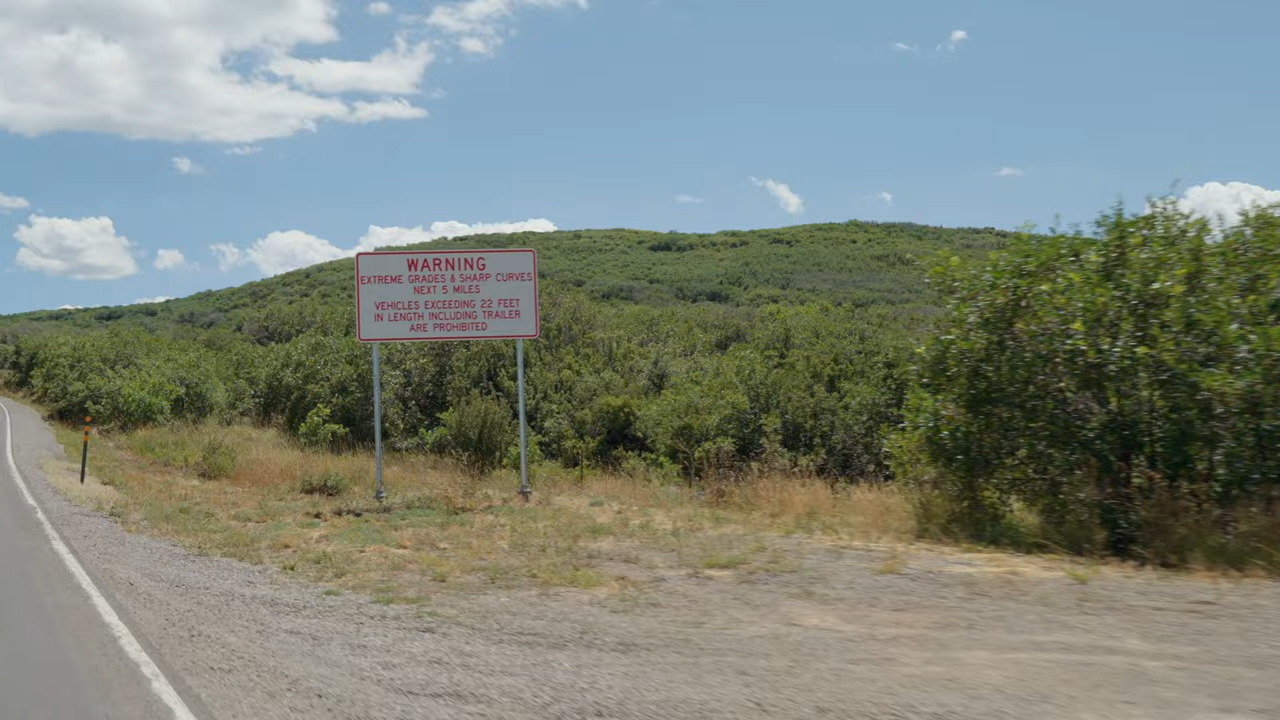 WARNING
EXTREME GRADES & SHARP CURVES
NEXT 5 MILES
VEHICLES EXCEEDING 22 FEET
IN LENGTH INCLUDING TRAILER
ARE PROHIBITED